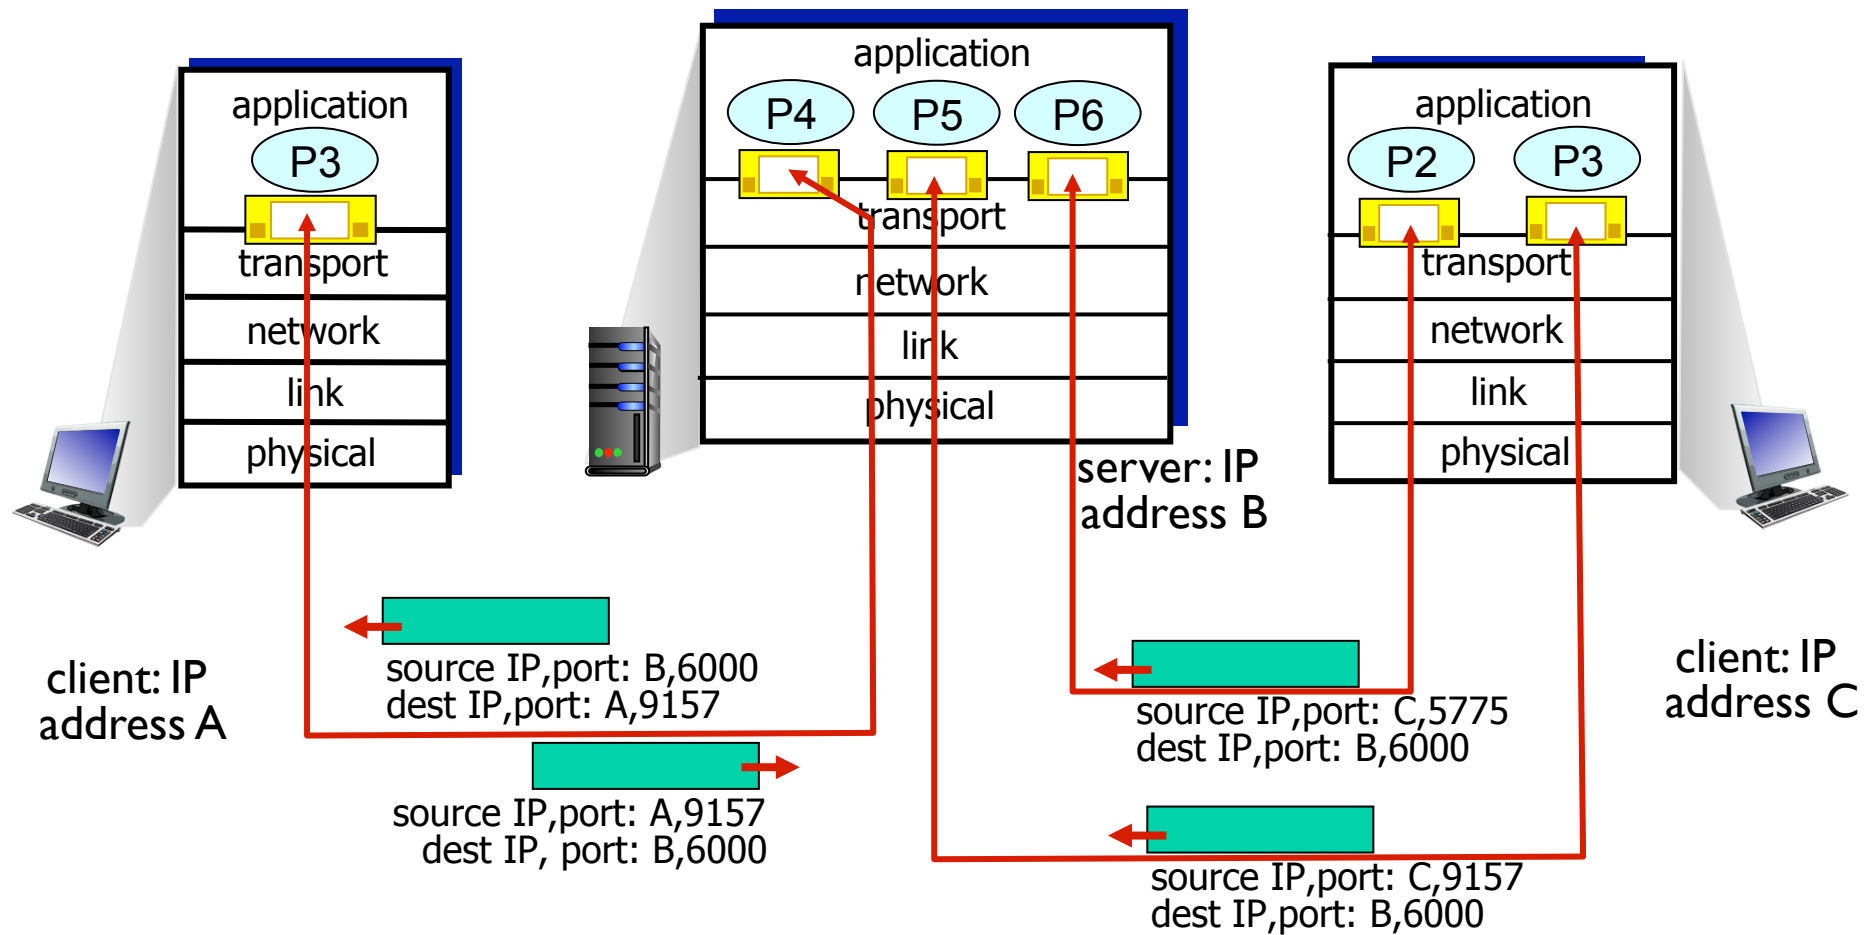 application
P3
transport
network
link
physical
client: IP
address A
application
P4 P5 P6
transport
network
link
physical
server: IP
address B
application
P2 P3
transport
network
link
physical
client: IP
address C
source IP,port: B,6000
dest IP,port: A,9157
source IP,port: A,9157
dest IP, port: B,6000
source IP,port: C,5775
dest IP,port: B,6000
source IP,port: C,9157
dest IP,port: B,6000